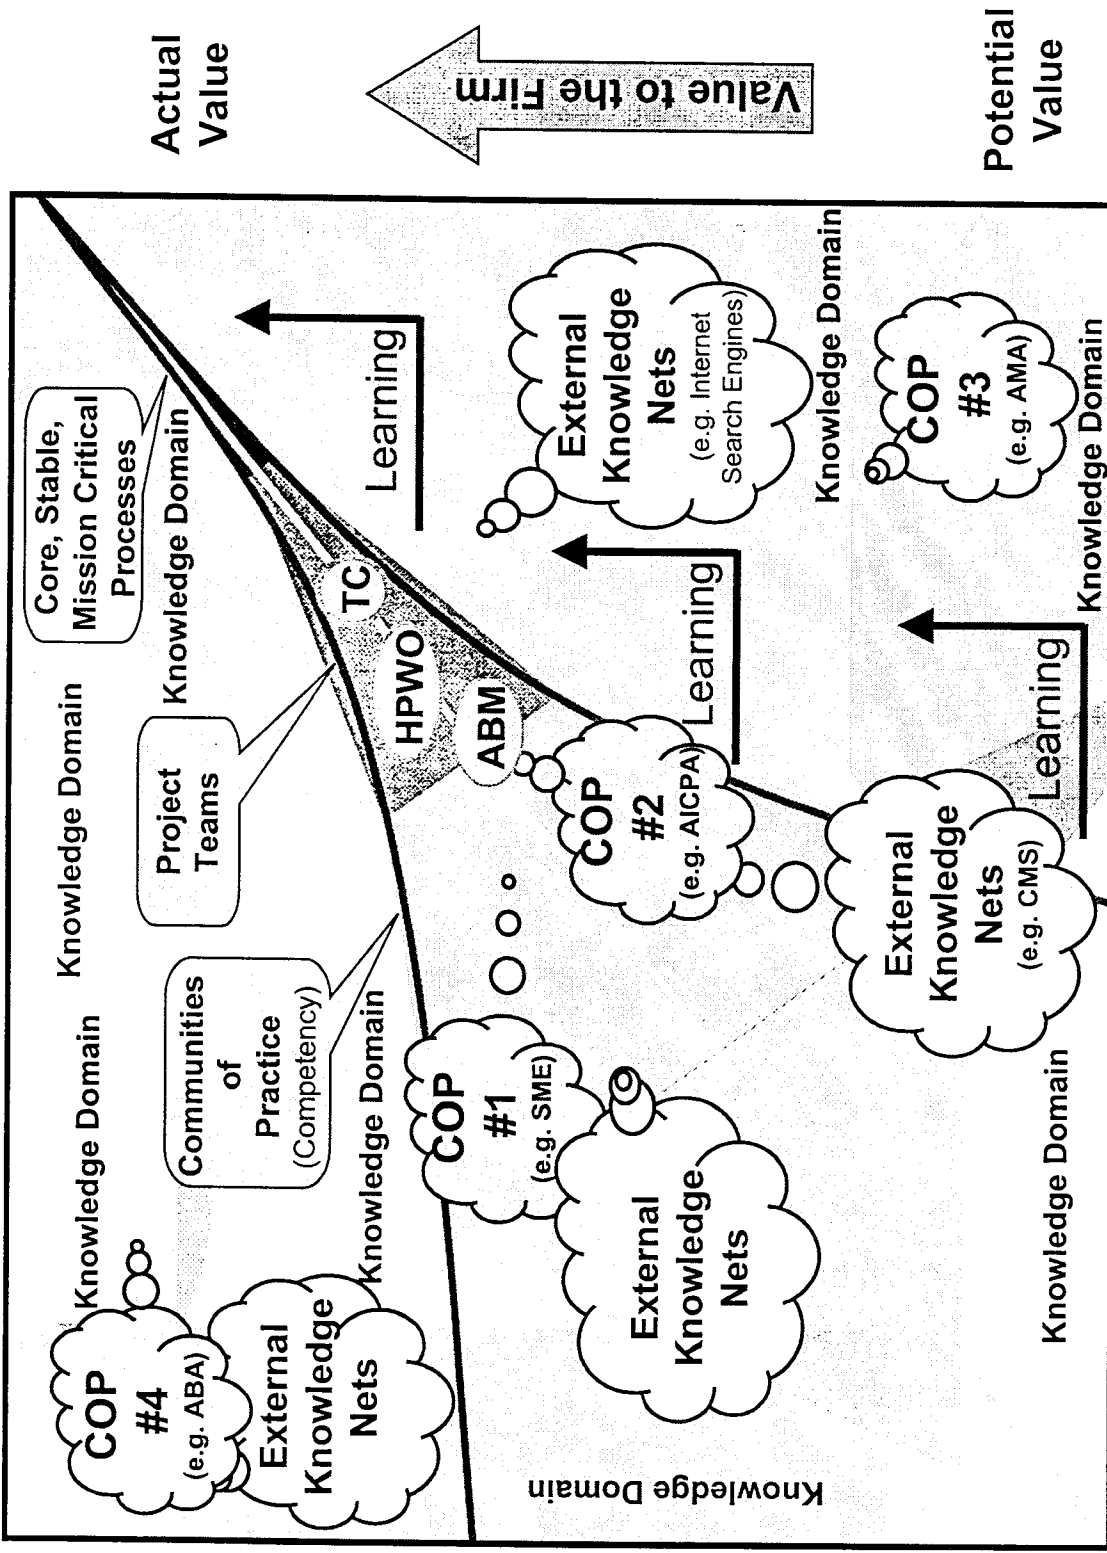 Actual
Value
Value to the Firm
Potential
Value
Core, Stable,
Mission Critical
Processes
Knowledge Domain
Learning
Knowledge Domain
Project
Teams
TC
HPWO
ABM
External
Knowledge
Nets
(e.g. Internet
Search Engines)
Knowledge Domain
Knowledge Domain
Communities
of
Practice
(Competency)
Knowledge Domain
COP
#2
(e.g. AICPA)
Learning
COP
#3
(e.g. AMA)
Knowledge Domain
COP
#4
(e.g. ABA)
External
Knowledge
Nets
COP
#1
(e.g. SME)
External
Knowledge
Nets
External
Knowledge
Nets
(e.g. CMS)
Learning
Knowledge Domain
Knowledge Domain